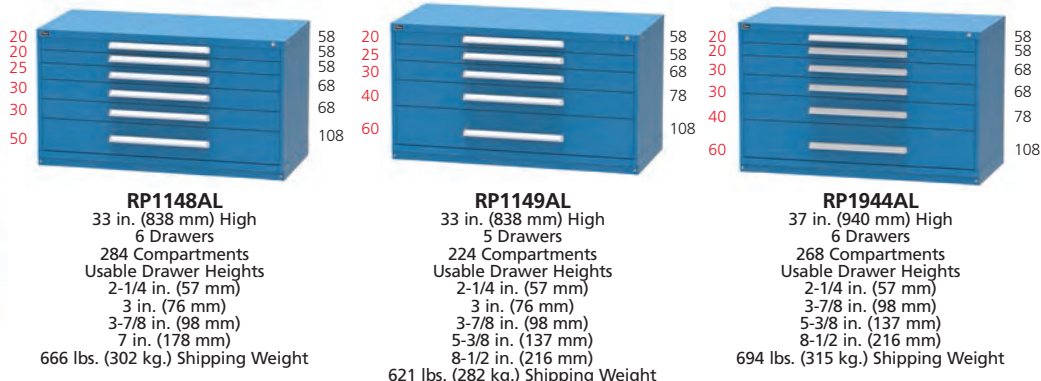 20
20
25
30
30
50
58
58
58
68
68
108
RP1148AL
33 in. (838 mm) High
6 Drawers
284 Compartments
Usable Drawer Heights
2-1/4 in. (57 mm)
3 in. (76 mm)
3-7/8 in. (98 mm)
7 in. (178 mm)
666 lbs. (302 kg.) Shipping Weight
20
25
30
40
60
58
58
68
78
108
RP1149AL
33 in. (838 mm) High
5 Drawers
224 Compartments
Usable Drawer Heights
2-1/4 in. (57 mm)
3 in. (76 mm)
3-7/8 in. (98 mm)
5-3/8 in. (137 mm)
8-1/2 in. (216 mm)
621 lbs. (282 kg.) Shipping Weight
20
20
30
30
40
60
58
58
68
68
78
108
RP1944AL
37 in. (940 mm) High
6 Drawers
268 Compartments
Usable Drawer Heights
2-1/4 in. (57 mm)
3-7/8 in. (98 mm)
5-3/8 in. (137 mm)
8-1/2 in. (216 mm)
694 lbs. (315 kg.) Shipping Weight